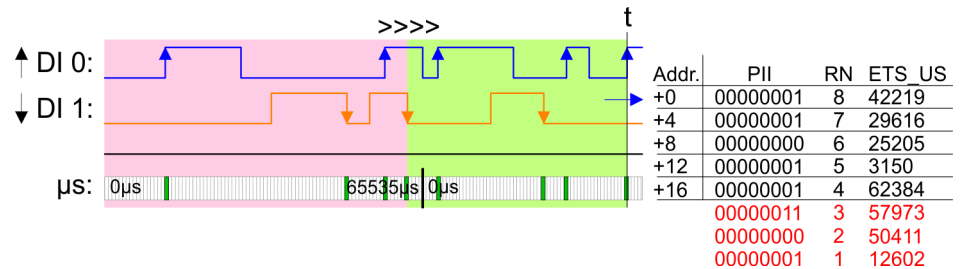 >>>> t
↑ DI 0:
↓ DI 1:
µs: 0µs 65535µs 0µs
Addr. PII RN ETS_US
+0 00000001 8 42219
+4 00000001 7 29616
+8 00000000 6 25205
+12 00000001 5 3150
+16 00000001 4 62384
00000011 3 57973
00000000 2 50411
00000001 1 12602